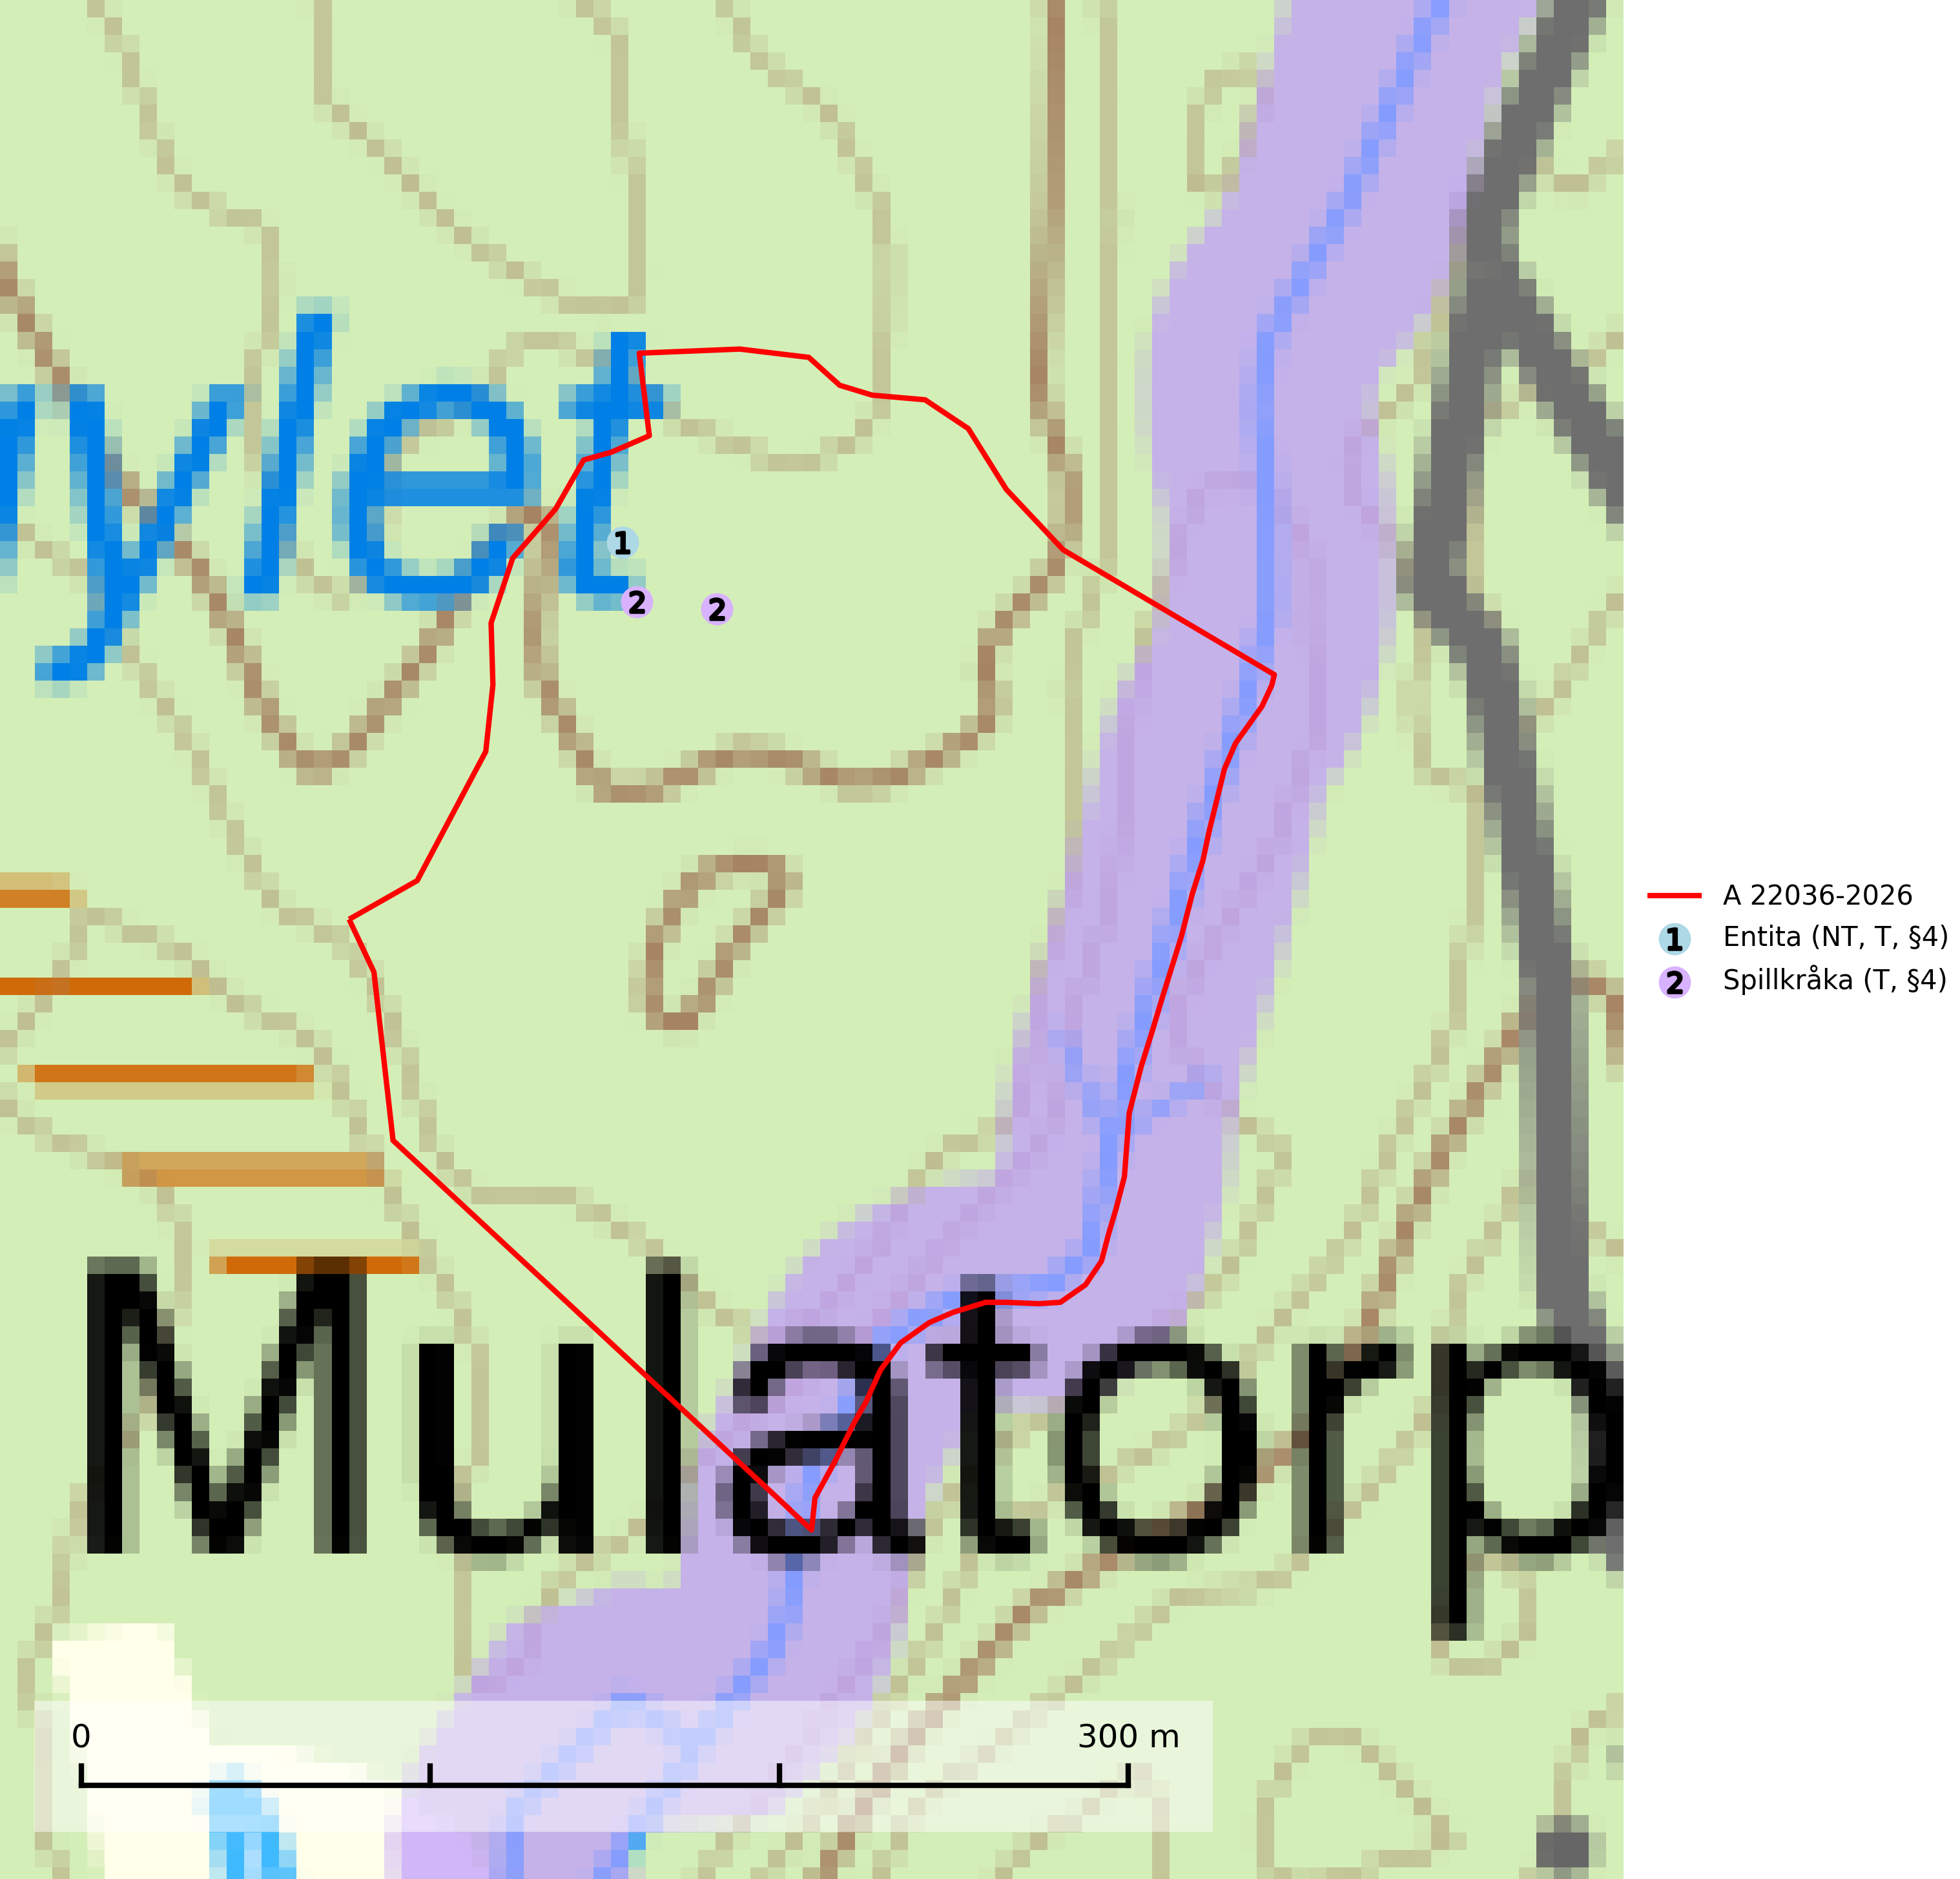 ylet
1
2 2
Mulatorp
0 300 m
A 22036-2026
1 Entita (NT, T, §4)
2 Spillkråka (T, §4)